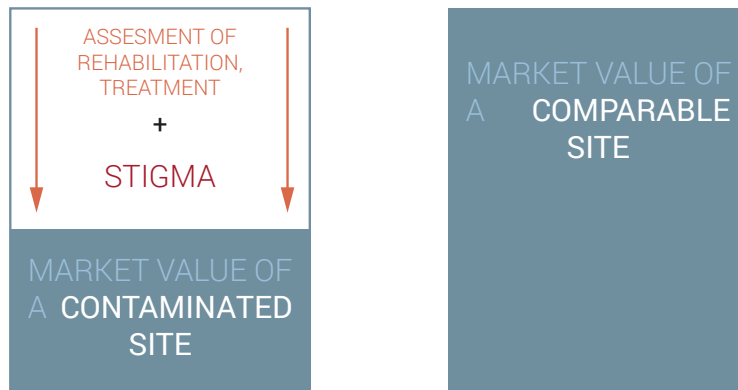 ASSESMENT OF
REHABILITATION,
TREATMENT
+
STIGMA
MARKET VALUE OF
A CONTAMINATED
SITE
MARKET VALUE OF
A COMPARABLE
SITE